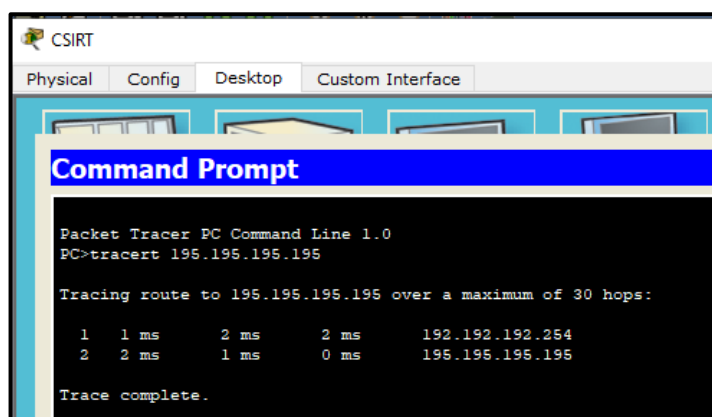 CSIRT
Physical Config Desktop Custom Interface
Command Prompt
Packet Tracer PC Command Line 1.0
PC>tracert 195.195.195.195
Tracing route to 195.195.195.195 over a maximum of 30 hops:
1 1 ms 2 ms 2 ms 192.192.192.254
2 2 ms 1 ms 0 ms 195.195.195.195
Trace complete.